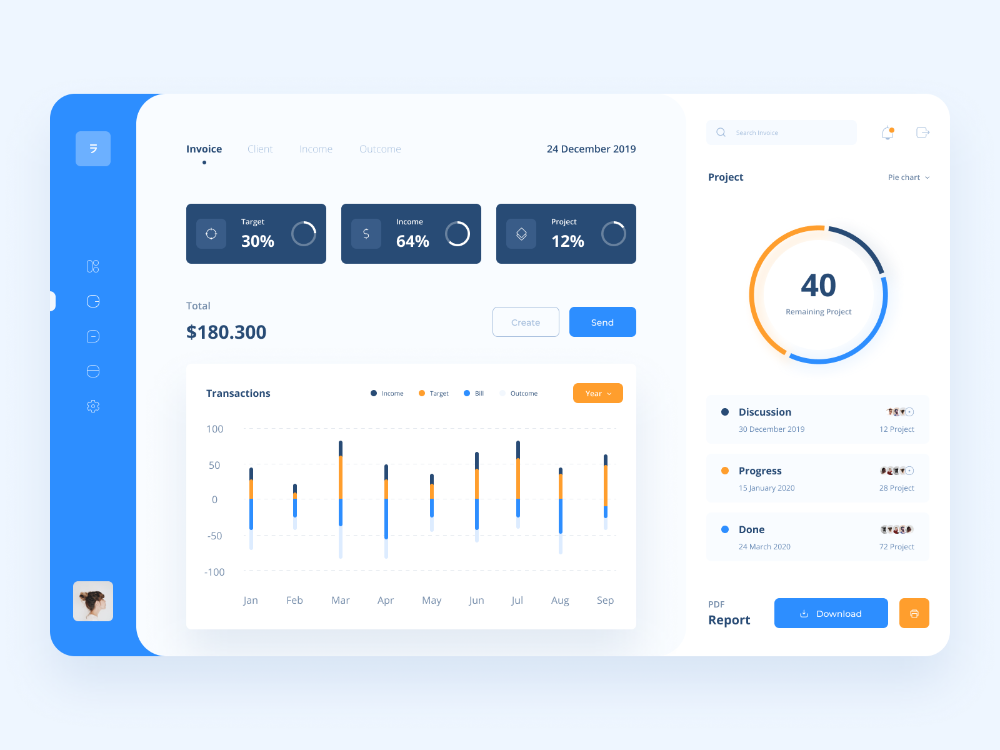 Invoice Client Income Outcome 24 December 2019
Target
30%
Income
64%
Project
12%
Total
$180.300
Create Send
Transactions Income Target Bill Outcome Year
100
50
0
-50
-100
Jan Feb Mar Apr May Jun Jul Aug Sep
Search Invoice
Project Pie chart
40
Remaining Project
Discussion
30 December 2019 12 Project
Progress
15 January 2020 28 Project
Done
24 March 2020 72 Project
PDF
Report
Download